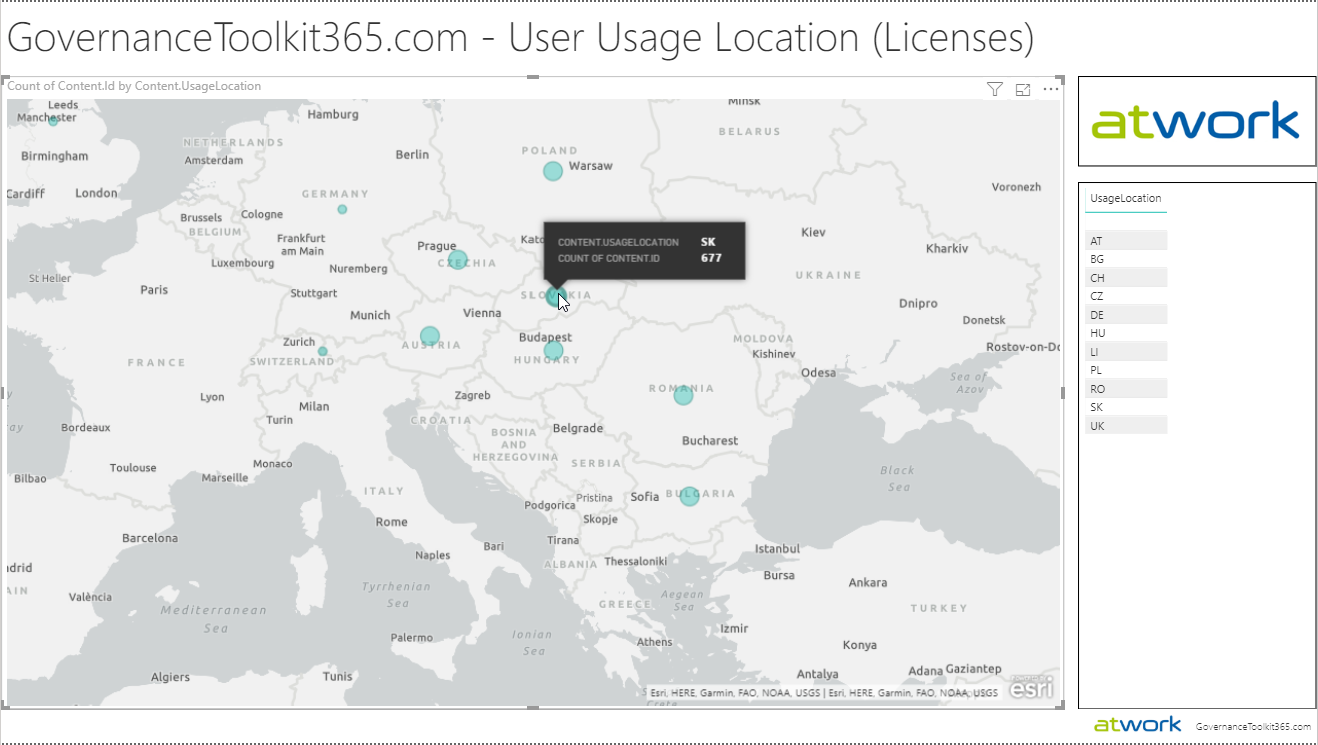 GovernanceToolkit365.com - User Usage Location (Licenses)
Count of Content.Id by Content.UsageLocation
atwork
UsageLocation
AT
BG
CH
CZ
DE
HU
LI
PL
RO
SK
UK
CONTENT.USAGELOCATION SK
COUNT OF CONTENT.ID 677
Leeds
Manchester
Hamburg
Minsk
BELARUS
NETHERLANDS
Amsterdam
Birmingham
Berlin
POLAND
Warsaw
Cardiff
London
GERMANY
Voronezh
Brussels
Cologne
BELGIUM
Kiev
Frankfurt
am Main
Prague
Kharkiv
Luxembourg
Nuremberg
CZECHIA
St Helier
UKRAINE
Paris
Stuttgart
SLOVAKIA
Dnipro
Munich
Vienna
Donetsk
Zurich
AUSTRIA
Budapest
MOLDOVA
Rostov-on-Do
FRANCE
SWITZERLAND
HUNGARY
Kishinev
Odesa
Sea of
Azov
Lyon
Milan
Zagreb
ROMANIA
Turin
CROATIA
Bordeaux
BOSNIA
AND
HERZEGOVINA
Belgrade
Bucharest
Toulouse
Monaco
SERBIA
Black
Sea
Bilbao
Marseille
ITALY
Pristina
Sofia
BULGARIA
Podgorica
Rome
Skopje
Barcelona
Bari
Tirana
Istanbul
Naples
ALBANIA
Thessaloniki
adrid
Bursa
Ankara
AIN
València
Tyrrhenian
Sea
Aegean
Sea
GREECE
TURKEY
Mediterranean
Sea
Palermo
Ionian
Sea
Izmir
Athens
Konya
Algiers
Tunis
Antalya
Adana
Gaziantep
Esri, HERE, Garmin, FAO, NOAA, USGS | Esri, HERE, Garmin, FAO, NOAA, USGS
esri
atwork
GovernanceToolkit365.com